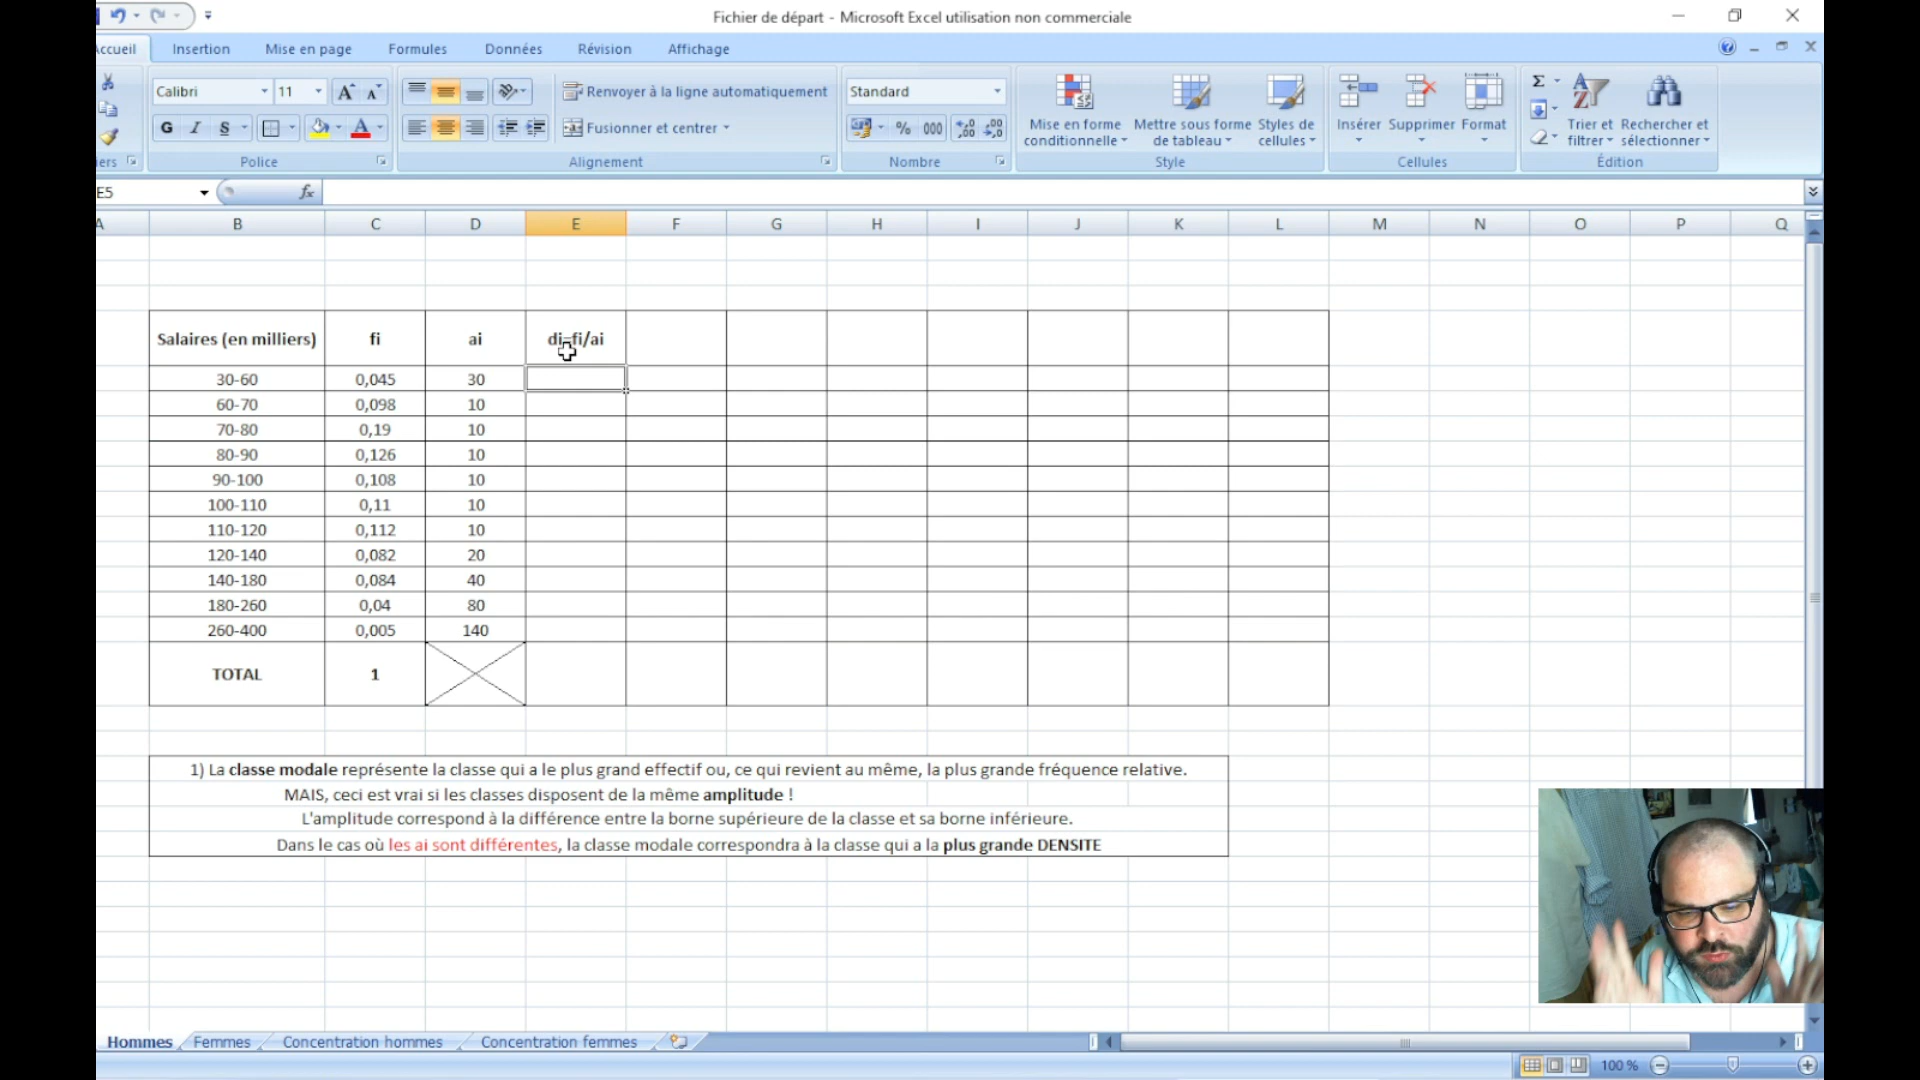 Fichier de départ - Microsoft Excel utilisation non commerciale
Accueil Insertion Mise en page Formules Données Révision Affichage
Calibri 11 Renvoyer à la ligne automatiquement Standard
G I S Fusionner et centrer % 000
Mise en forme conditionnelle
Mettre sous forme de tableau
Styles de cellules
Insérer Supprimer Format
Σ
Trier et filtrer
Rechercher et sélectionner
iers Police Alignement Nombre Style Cellules Édition
E5 fx
A B C D E F G H I J K L M N O P Q
Salaires (en milliers) fi ai di=fi/ai
30-60 0,045 30
60-70 0,098 10
70-80 0,19 10
80-90 0,126 10
90-100 0,108 10
100-110 0,11 10
110-120 0,112 10
120-140 0,082 20
140-180 0,084 40
180-260 0,04 80
260-400 0,005 140
TOTAL 1
1) La classe modale représente la classe qui a le plus grand effectif ou, ce qui revient au même, la plus grande fréquence relative.
MAIS, ceci est vrai si les classes disposent de la même amplitude !
L'amplitude correspond à la différence entre la borne supérieure de la classe et sa borne inférieure.
Dans le cas où les ai sont différentes, la classe modale correspondra à la classe qui a la plus grande DENSITE
Hommes Femmes Concentration hommes Concentration femmes
100 %